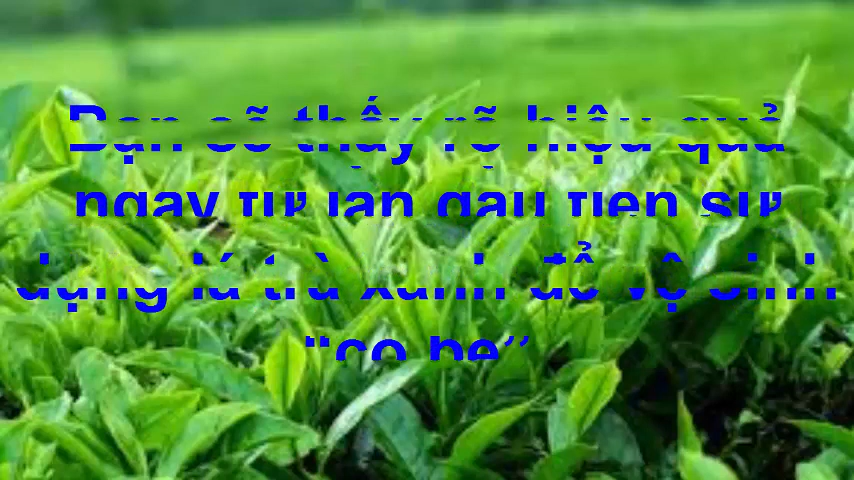 Bạn sẽ thấy rõ hiệu quả
ngay từ lần đầu tiên sử
dụng lá trà xanh để vệ sinh
"cô bé”